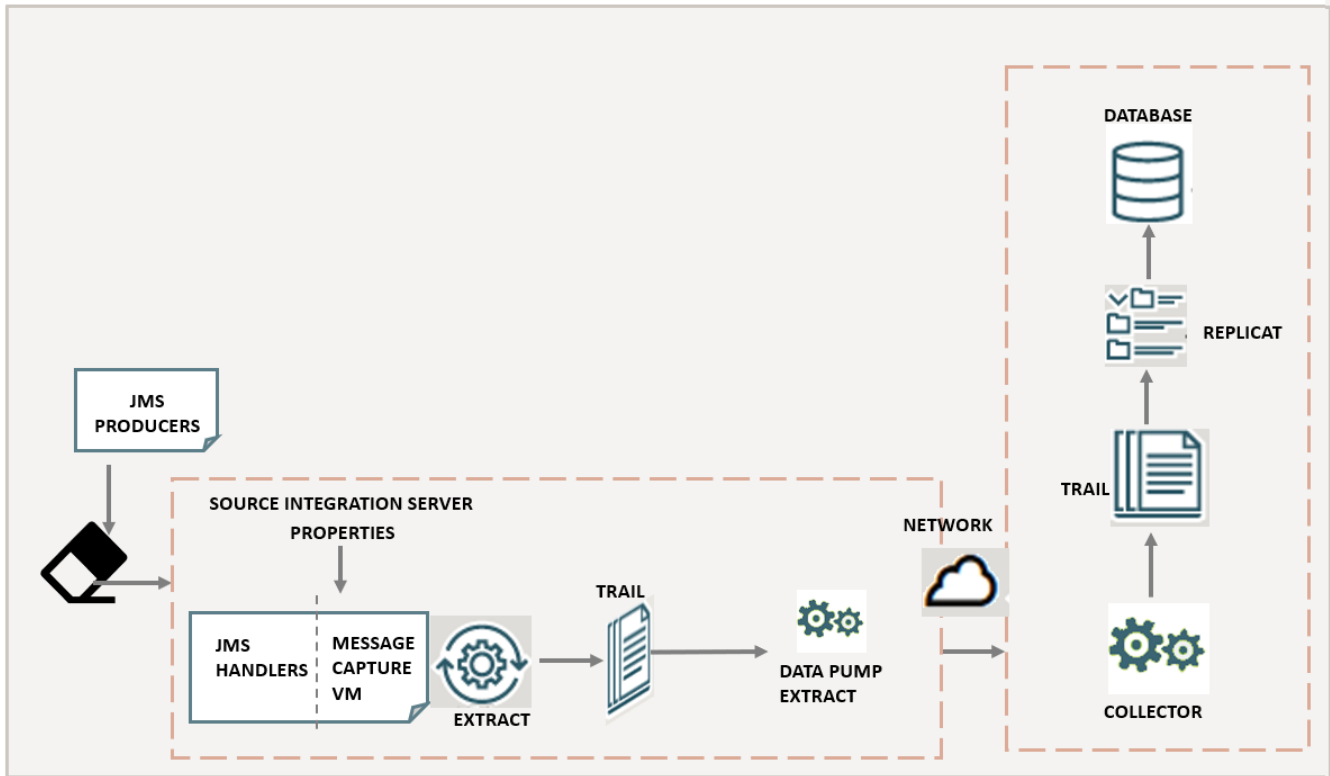 JMS
PRODUCERS
SOURCE INTEGRATION SERVER
PROPERTIES
JMS
HANDLERS
MESSAGE
CAPTURE
VM
EXTRACT
TRAIL
DATA PUMP
EXTRACT
NETWORK
DATABASE
REPLICAT
TRAIL
COLLECTOR